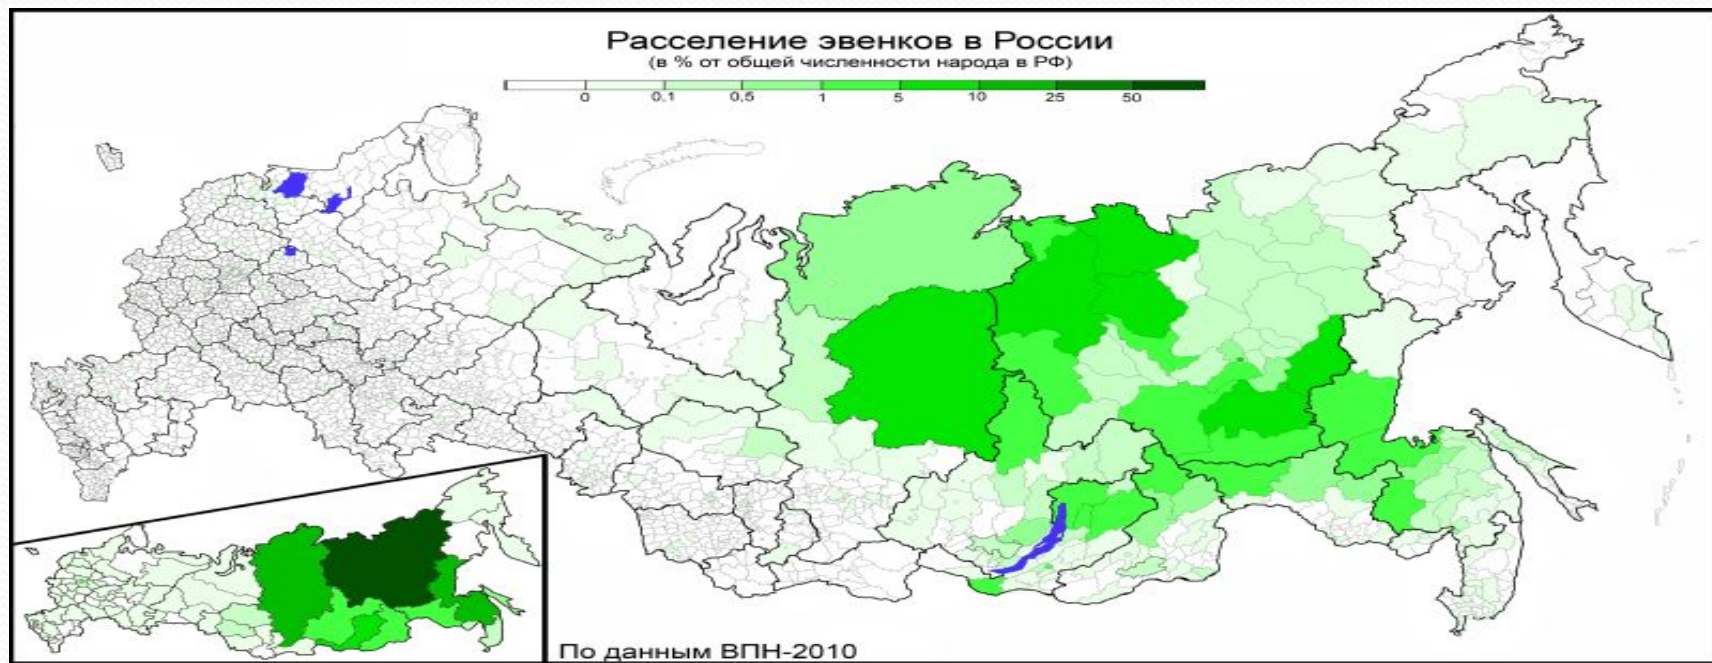 Расселение эвенков в России
(в % от общей численности народа в РФ)
0 0,1 0,5 1 5 10 25 50
По данным ВПН-2010